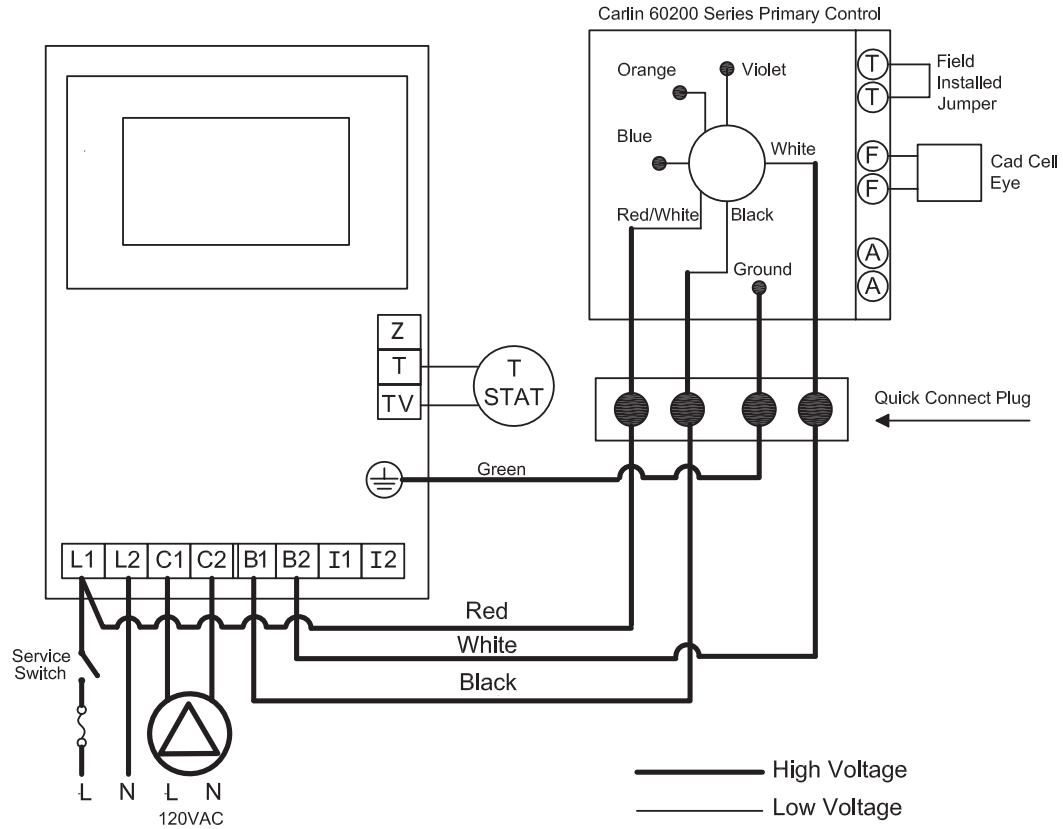 Carlin 60200 Series Primary Control
Orange
Violet
Blue
White
Red/White
Black
Ground
T
T
F
F
A
A
Field
Installed
Jumper
Cad Cell
Eye
Z
T
TV
T
STAT
Quick Connect Plug
Green
L1 L2 C1 C2 B1 B2 I1 I2
Red
White
Black
Service
Switch
L N L N
120VAC
High Voltage
Low Voltage